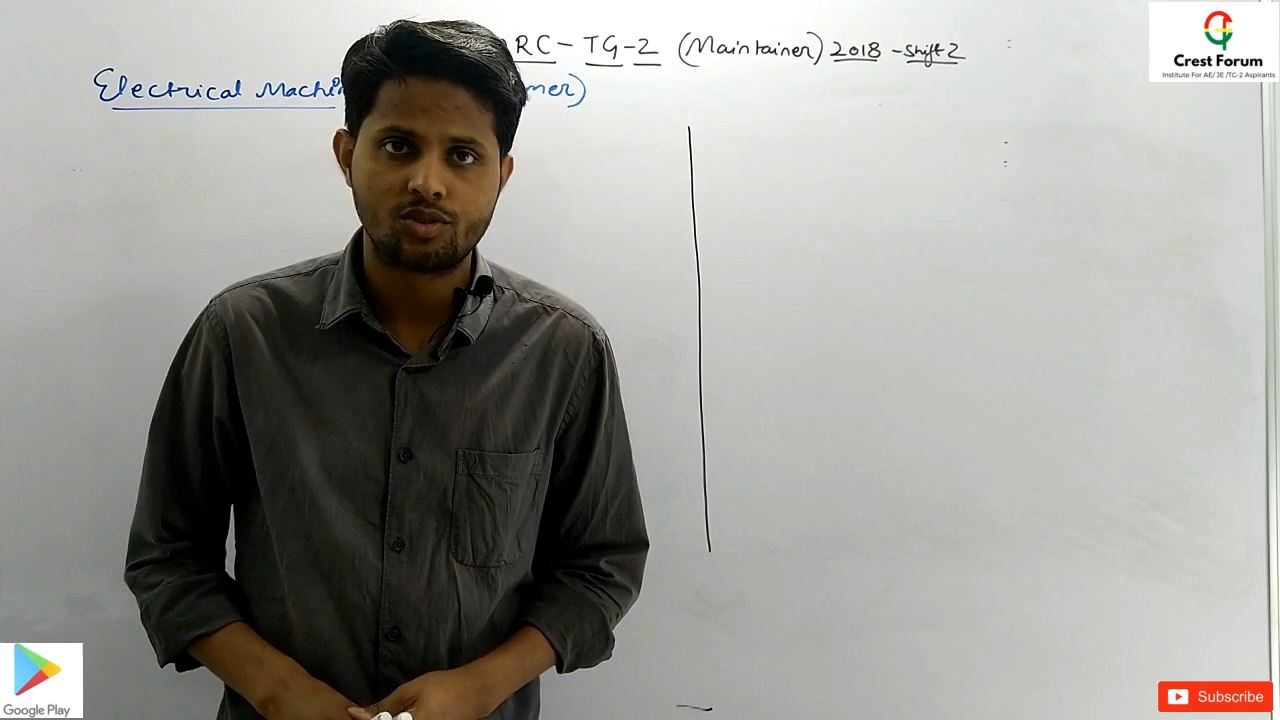 RC - TG-2 (Maintainer) 2018 - Shift 2
Electrical Machin mer)
Crest Forum
Institute For AE/ JE /TG-2 Aspirants
Google Play
Subscribe